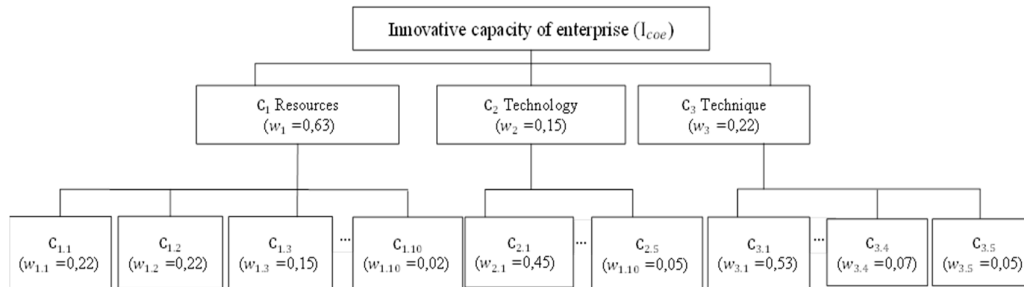 Innovative capacity of enterprise (I_coe)
C₁ Resources
(w₁ =0,63)
C₂ Technology
(w₂ =0,15)
C₃ Technique
(w₃ =0,22)
C₁.₁
(w₁.₁ =0,22)
C₁.₂
(w₁.₂ =0,22)
C₁.₃
(w₁.₃ =0,15)
...
C₁.₁₀
(w₁.₁₀ =0,02)
C₂.₁
(w₂.₁ =0,45)
...
C₂.₅
(w₁.₁₀ =0,05)
C₃.₁
(w₃.₁ =0,53)
...
C₃.₄
(w₃.₄ =0,07)
C₃.₅
(w₃.₅ =0,05)